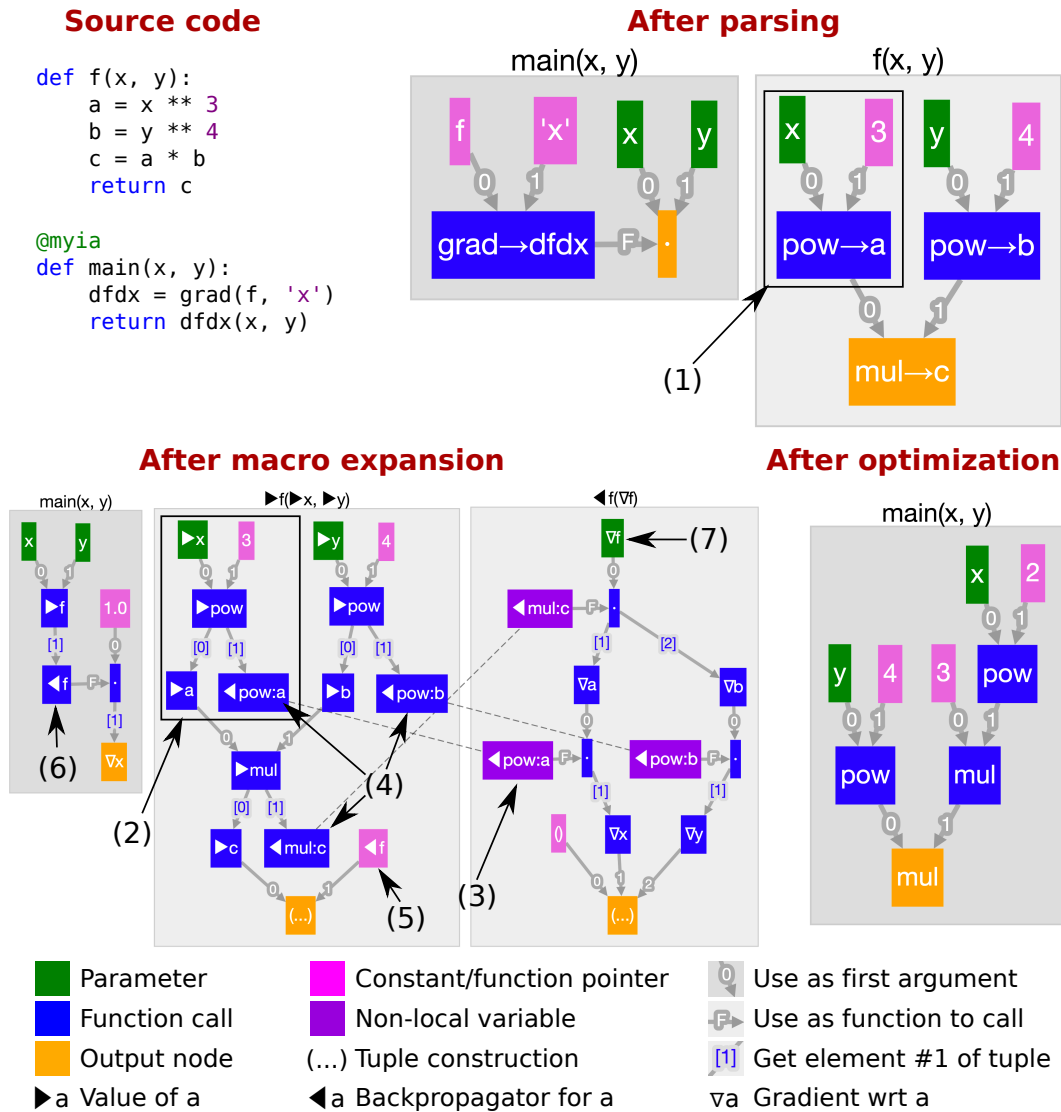 Source code
def f(x, y):
    a = x ** 3
    b = y ** 4
    c = a * b
    return c
@myia
def main(x, y):
    dfdx = grad(f, 'x')
    return dfdx(x, y)
After parsing
main(x, y)
f 'x' x y
0 1 0 1
grad→dfdx F ·
f(x, y)
x 3 y 4
0 1 0 1
pow→a pow→b
0 1
mul→c
(1)
After macro expansion
main(x, y)
x y
0 1
▶f 1.0
[1] 0
◀f F ·
[1]
(6) ∇x
▶f(▶x, ▶y)
▶x 3 ▶y 4
0 1 0 1
▶pow ▶pow
[0] [1] [0] [1]
▶a ◀pow:a ▶b ◀pow:b
0 1
(2) ▶mul (4)
[0] [1]
▶c ◀mul:c ◀f
0 1 (5)
(...)
◀f(∇f)
∇f (7)
0
◀mul:c F ·
[1] [2]
∇a ∇b
0 0
◀pow:a F · ◀pow:b F ·
[1] [1]
() ∇x ∇y
(3) 0 1 2
(...)
After optimization
main(x, y)
x 2
0 1
y 4 3 pow
0 1 0 1
pow mul
0 1
mul
Parameter Constant/function pointer 0 Use as first argument
Function call Non-local variable F Use as function to call
Output node (...) Tuple construction [1] Get element #1 of tuple
▶a Value of a ◀a Backpropagator for a ∇a Gradient wrt a